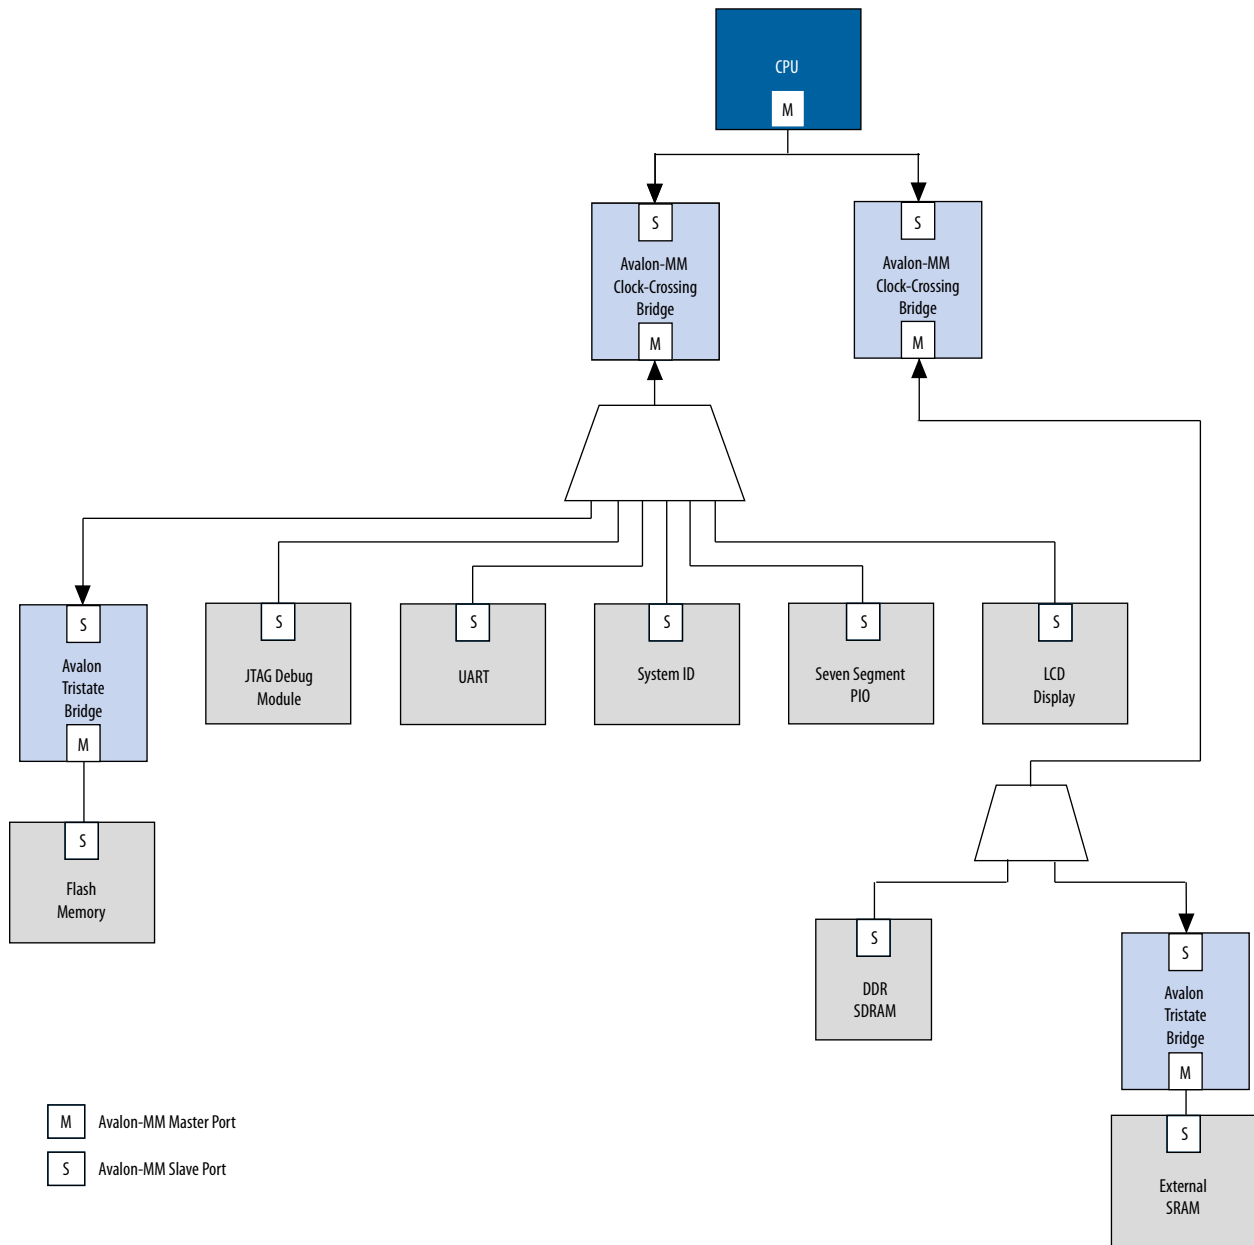 CPU
M
S
Avalon-MM
Clock-Crossing
Bridge
M
S
Avalon-MM
Clock-Crossing
Bridge
M
S
Avalon
Tristate
Bridge
M
S
JTAG Debug
Module
S
UART
S
System ID
S
Seven Segment
PIO
S
LCD
Display
S
Flash
Memory
S
DDR
SDRAM
S
Avalon
Tristate
Bridge
M
S
External
SRAM
M Avalon-MM Master Port
S Avalon-MM Slave Port